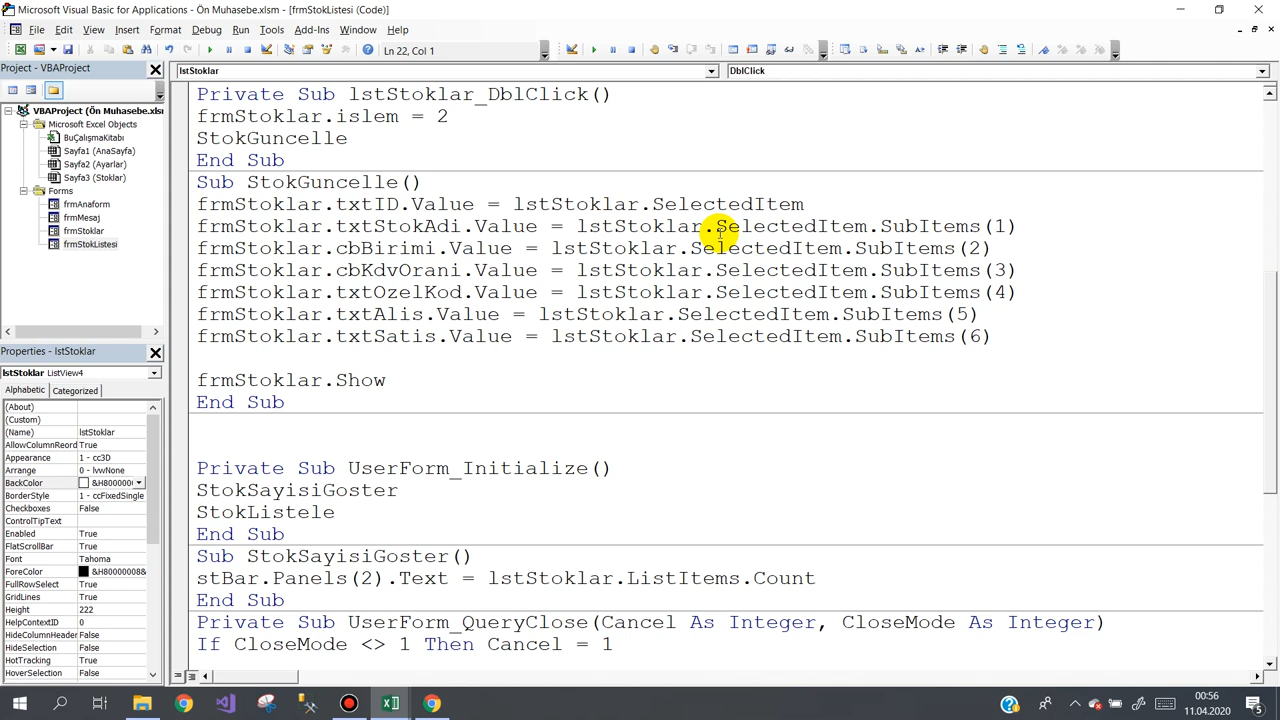 Microsoft Visual Basic for Applications - Ön Muhasebe.xlsm - [frmStokListesi (Code)]
File Edit View Insert Format Debug Run Tools Add-Ins Window Help
Ln 22, Col 1
Project - VBAProject
lstStoklar
DblClick
VBAProject (Ön Muhasebe.xlsm
Microsoft Excel Objects
BuÇalışmaKitabı
Sayfa1 (AnaSayfa)
Sayfa2 (Ayarlar)
Sayfa3 (Stoklar)
Forms
frmAnaform
frmMesaj
frmStoklar
frmStokListesi
Properties - lstStoklar
lstStoklar ListView4
Alphabetic Categorized
(About)
(Custom)
(Name) lstStoklar
AllowColumnReord True
Appearance 1 - cc3D
Arrange 0 - lvwNone
BackColor &H8000000
BorderStyle 1 - ccFixedSingle
Checkboxes False
ControlTipText
Enabled True
FlatScrollBar True
Font Tahoma
ForeColor &H80000008&
FullRowSelect True
GridLines True
Height 222
HelpContextID 0
HideColumnHeader False
HideSelection False
HotTracking True
HoverSelection False
Private Sub lstStoklar_DblClick()
frmStoklar.islem = 2
StokGuncelle
End Sub
Sub StokGuncelle()
frmStoklar.txtID.Value = lstStoklar.SelectedItem
frmStoklar.txtStokAdi.Value = lstStoklar.SelectedItem.SubItems(1)
frmStoklar.cbBirimi.Value = lstStoklar.SelectedItem.SubItems(2)
frmStoklar.cbKdvOrani.Value = lstStoklar.SelectedItem.SubItems(3)
frmStoklar.txtOzelKod.Value = lstStoklar.SelectedItem.SubItems(4)
frmStoklar.txtAlis.Value = lstStoklar.SelectedItem.SubItems(5)
frmStoklar.txtSatis.Value = lstStoklar.SelectedItem.SubItems(6)
frmStoklar.Show
End Sub
Private Sub UserForm_Initialize()
StokSayisiGoster
StokListele
End Sub
Sub StokSayisiGoster()
stBar.Panels(2).Text = lstStoklar.ListItems.Count
End Sub
Private Sub UserForm_QueryClose(Cancel As Integer, CloseMode As Integer)
If CloseMode <> 1 Then Cancel = 1
00:56
11.04.2020
5